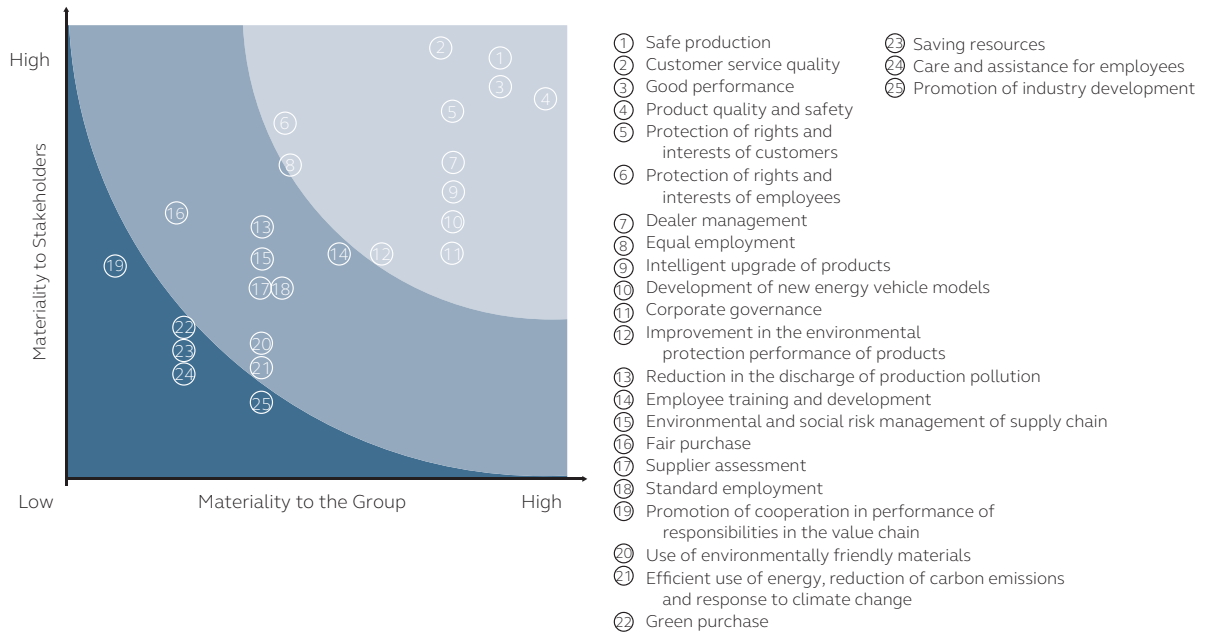 High
Materiality to Stakeholders
2
1
3
4
5
6
7
8
9
16
10
13
14
12
11
15
19
17 18
22
20
23
21
24
25
Low
Materiality to the Group
High
1 Safe production
2 Customer service quality
3 Good performance
4 Product quality and safety
5 Protection of rights and
interests of customers
6 Protection of rights and
interests of employees
7 Dealer management
8 Equal employment
9 Intelligent upgrade of products
10 Development of new energy vehicle models
11 Corporate governance
12 Improvement in the environmental
protection performance of products
13 Reduction in the discharge of production pollution
14 Employee training and development
15 Environmental and social risk management of supply chain
16 Fair purchase
17 Supplier assessment
18 Standard employment
19 Promotion of cooperation in performance of
responsibilities in the value chain
20 Use of environmentally friendly materials
21 Efficient use of energy, reduction of carbon emissions
and response to climate change
22 Green purchase
23 Saving resources
24 Care and assistance for employees
25 Promotion of industry development